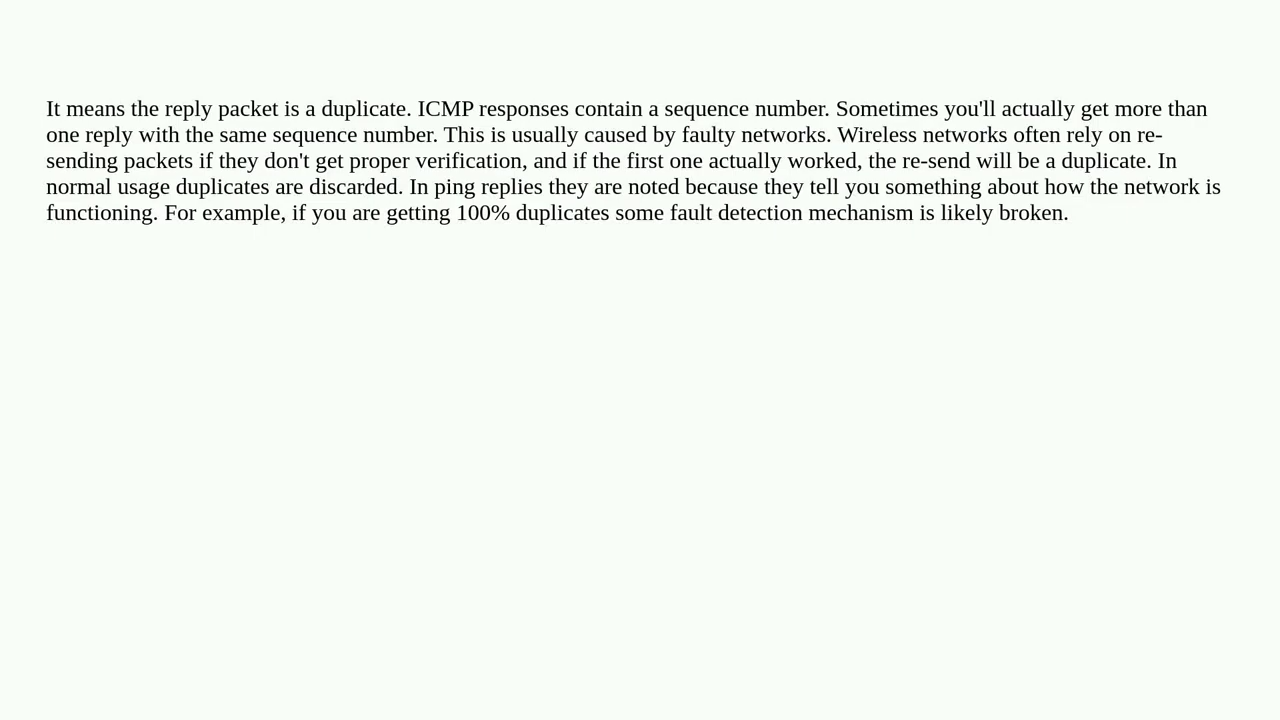 It means the reply packet is a duplicate. ICMP responses contain a sequence number. Sometimes you'll actually get more than
one reply with the same sequence number. This is usually caused by faulty networks. Wireless networks often rely on re-
sending packets if they don't get proper verification, and if the first one actually worked, the re-send will be a duplicate. In
normal usage duplicates are discarded. In ping replies they are noted because they tell you something about how the network is
functioning. For example, if you are getting 100% duplicates some fault detection mechanism is likely broken.